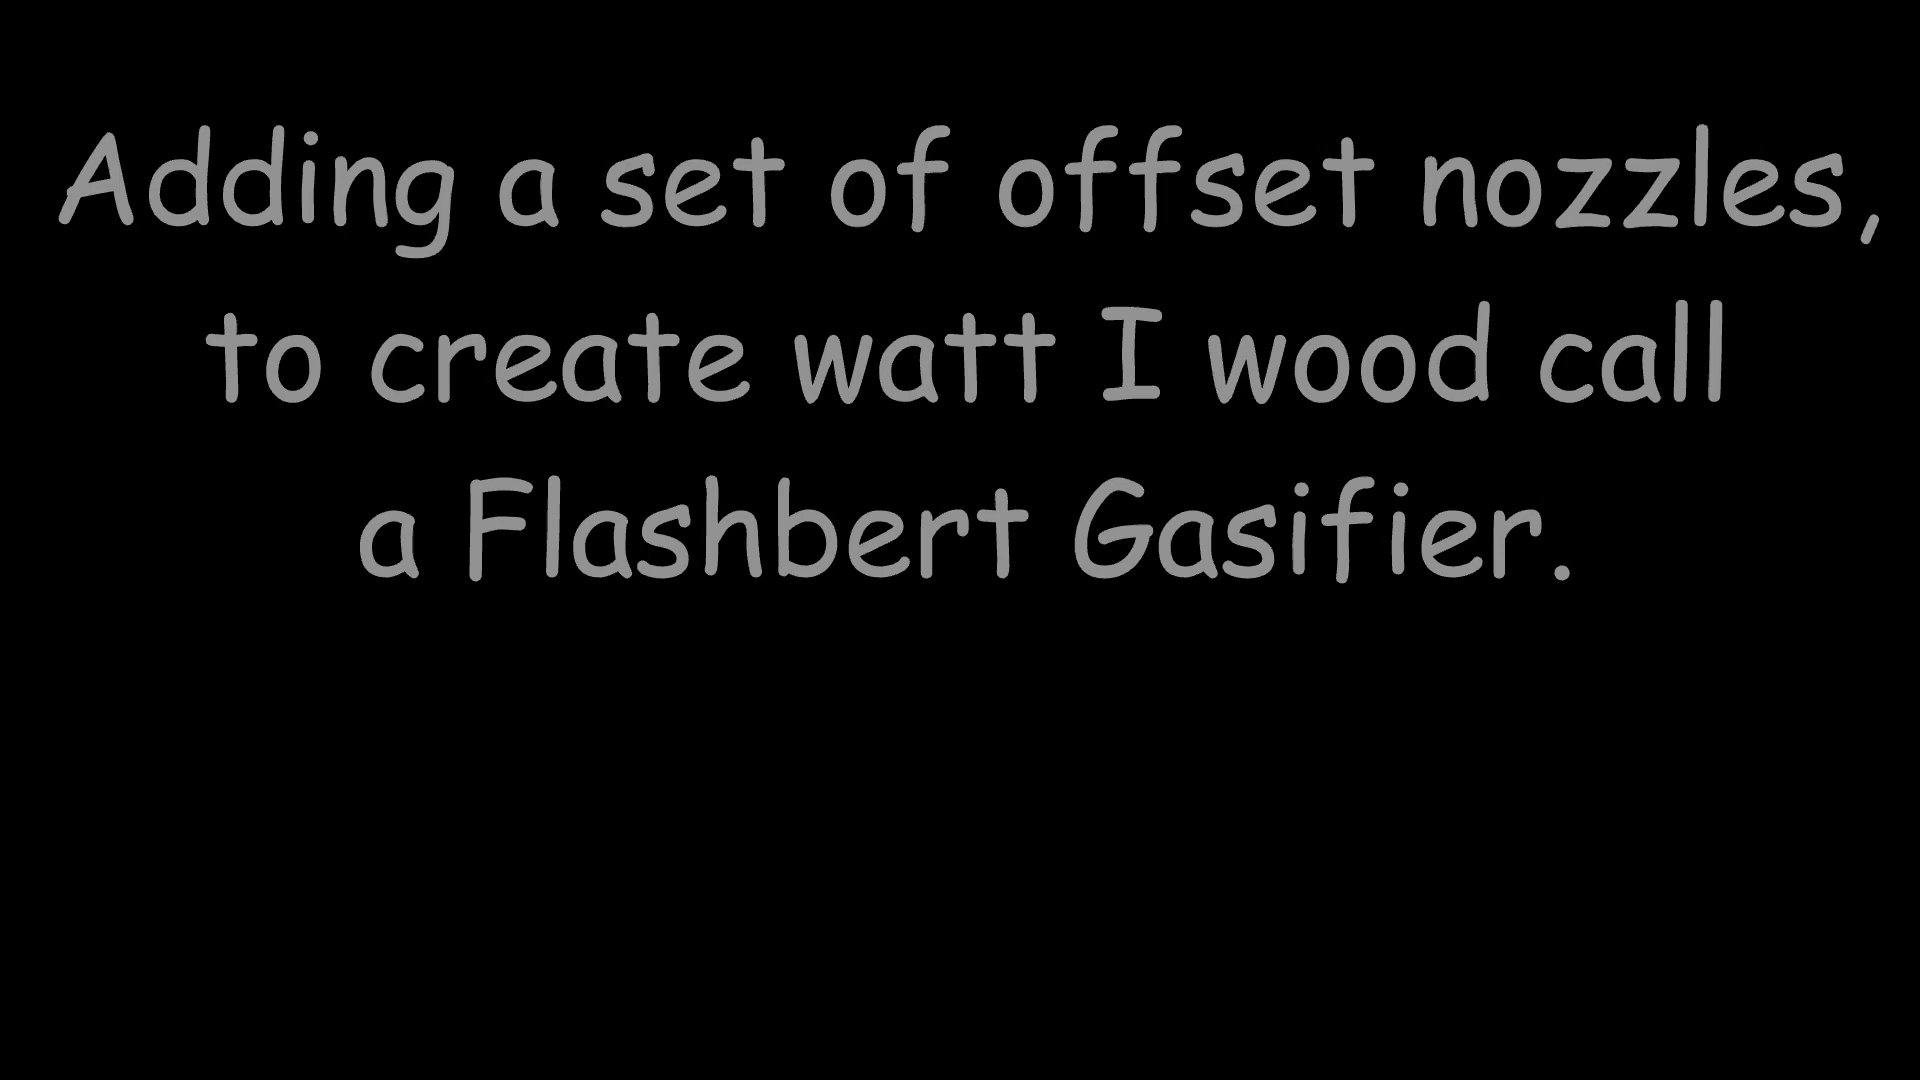 Adding a set of offset nozzles,
to create watt I wood call
a Flashbert Gasifier.